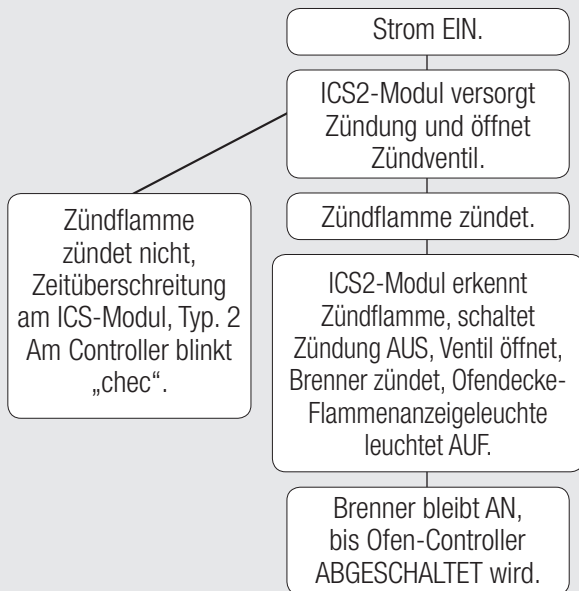 Strom EIN.
ICS2-Modul versorgt
Zündung und öffnet
Zündventil.
Zündflamme
zündet nicht,
Zeitüberschreitung
am ICS-Modul, Typ. 2
Am Controller blinkt
„chec“.
Zündflamme zündet.
ICS2-Modul erkennt
Zündflamme, schaltet
Zündung AUS, Ventil öffnet,
Brenner zündet, Ofendecke-
Flammenanzeigeleuchte
leuchtet AUF.
Brenner bleibt AN,
bis Ofen-Controller
ABGESCHALTET wird.